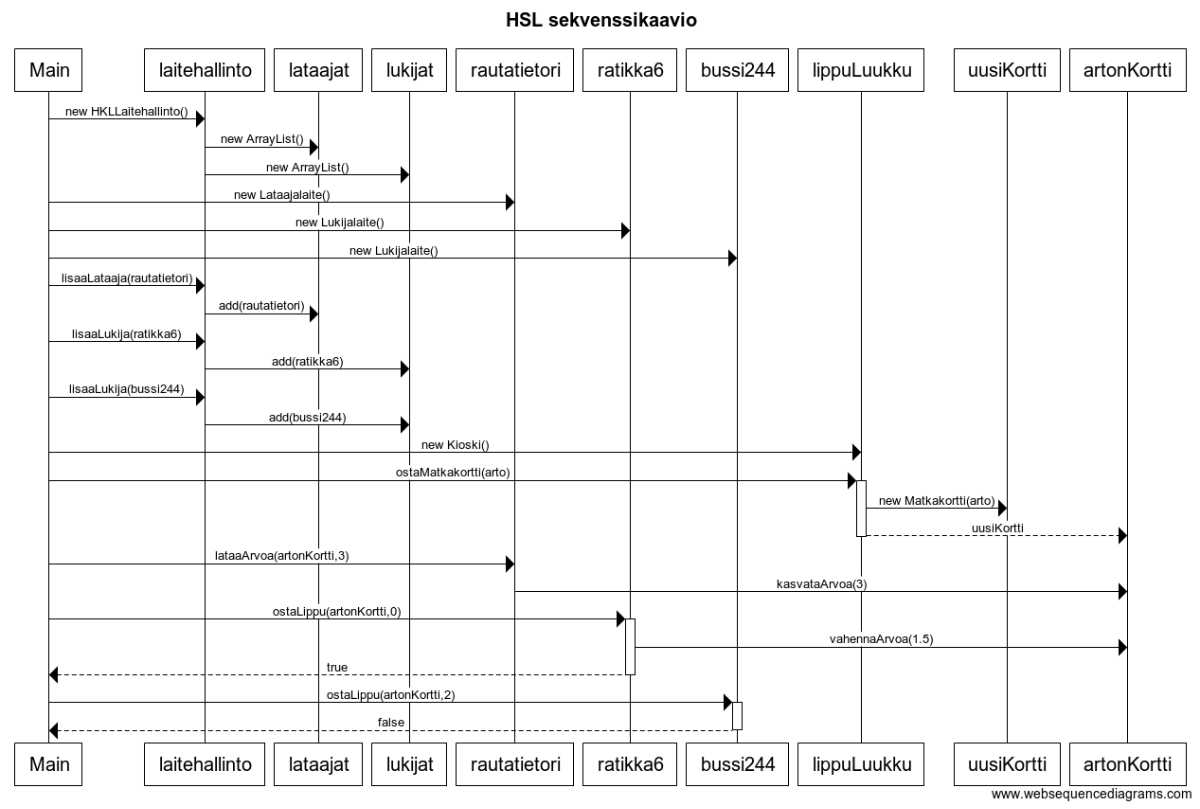 HSL sekvenssikaavio
Main laitehallinto lataajat lukijat rautatietori ratikka6 bussi244 lippuLuukku uusiKortti artonKortti
new HKLLaitehallinto()
new ArrayList()
new ArrayList()
new Lataajalaite()
new Lukijalaite()
new Lukijalaite()
lisaaLataaja(rautatietori)
add(rautatietori)
lisaaLukija(ratikka6)
add(ratikka6)
lisaaLukija(bussi244)
add(bussi244)
new Kioski()
ostaMatkakortti(arto)
new Matkakortti(arto)
uusiKortti
lataaArvoa(artonKortti,3)
kasvataArvoa(3)
ostaLippu(artonKortti,0)
vahennaArvoa(1.5)
true
ostaLippu(artonKortti,2)
false
Main laitehallinto lataajat lukijat rautatietori ratikka6 bussi244 lippuLuukku uusiKortti artonKortti
www.websequencediagrams.com